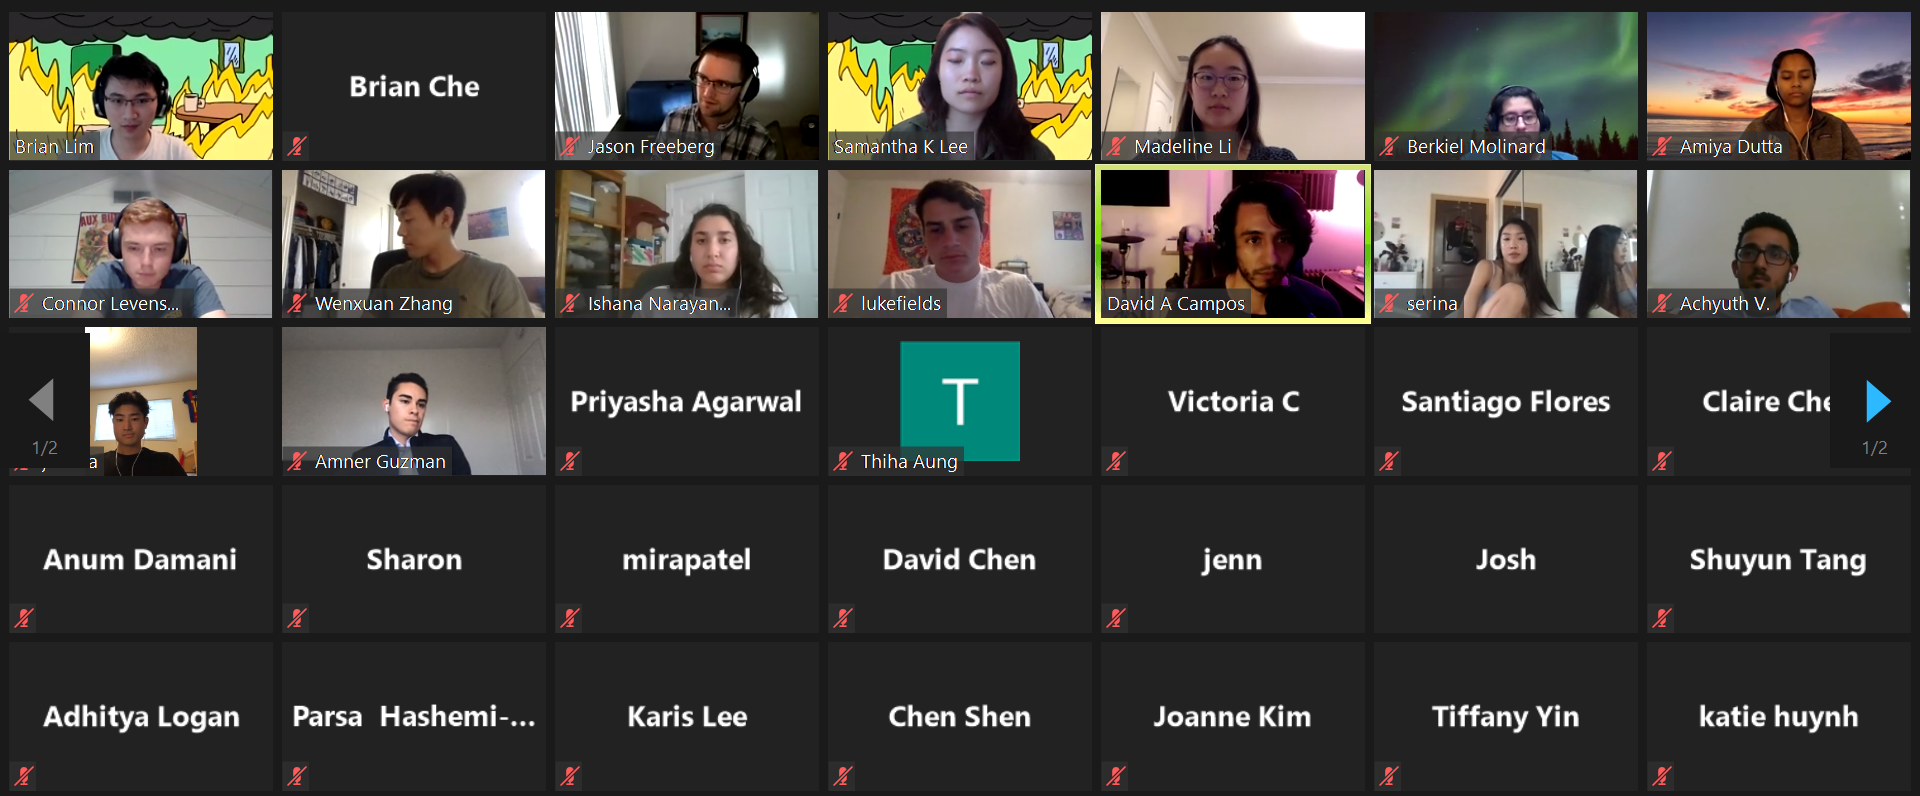 Brian Lim
Brian Che
Jason Freeberg
Samantha K Lee
Madeline Li
Berkiel Molinard
Amiya Dutta
Connor Levens...
Wenxuan Zhang
Ishana Narayan...
lukefields
David A Campos
serina
Achyuth V.
1/2
Amner Guzman
Priyasha Agarwal
T
Thiha Aung
Victoria C
Santiago Flores
Claire Che
1/2
Anum Damani
Sharon
mirapatel
David Chen
jenn
Josh
Shuyun Tang
Adhitya Logan
Parsa  Hashemi-...
Karis Lee
Chen Shen
Joanne Kim
Tiffany Yin
katie huynh